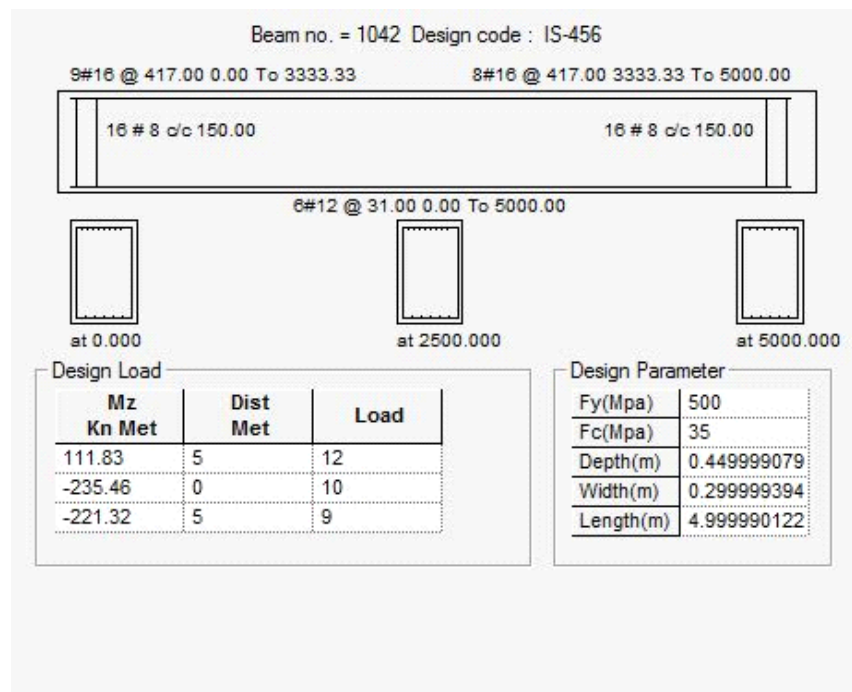 Beam no. = 1042 Design code : IS-456
9#16 @ 417.00 0.00 To 3333.33 8#16 @ 417.00 3333.33 To 5000.00
16 # 8 c/c 150.00 16 # 8 c/c 150.00
6#12 @ 31.00 0.00 To 5000.00
at 0.000 at 2500.000 at 5000.000
Design Load Design Parameter
Mz Kn Met Dist Met Load
111.83 5 12
-235.46 0 10
-221.32 5 9
Fy(Mpa) 500
Fc(Mpa) 35
Depth(m) 0.449999079
Width(m) 0.299999394
Length(m) 4.999990122